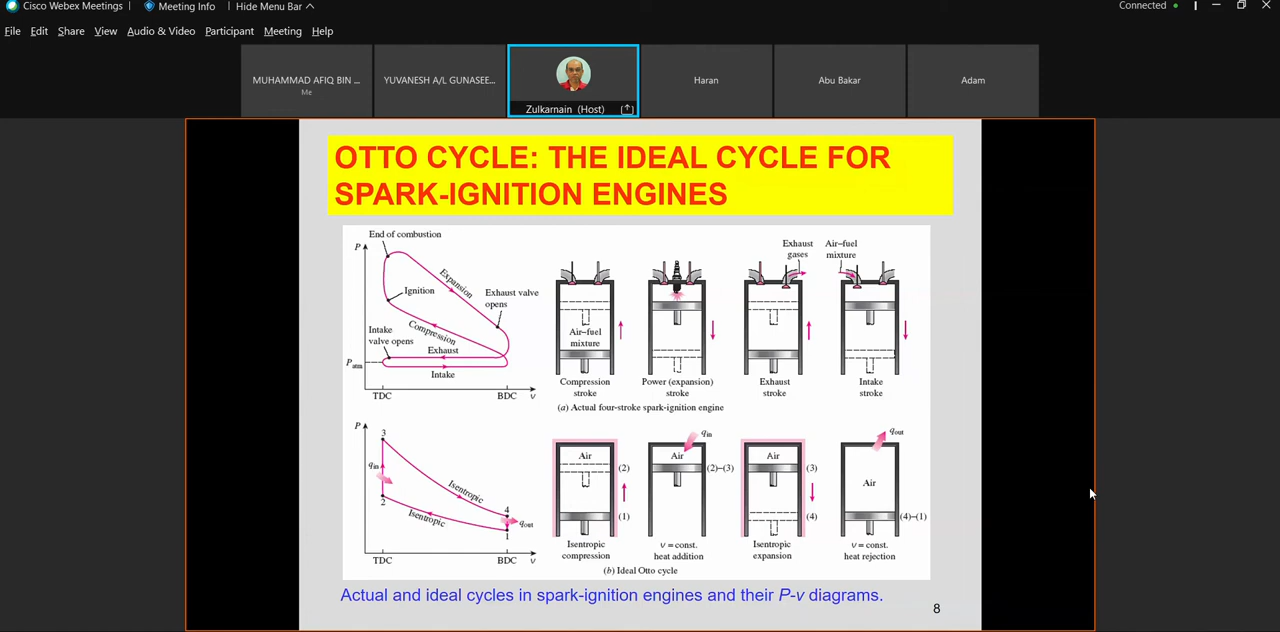 Cisco Webex Meetings
Meeting Info
Hide Menu Bar
Connected
File Edit Share View Audio & Video Participant Meeting Help
MUHAMMAD AFIQ BIN ...
Me
YUVANESH A/L GUNASEE...
Zulkarnain (Host)
Haran
Abu Bakar
Adam
OTTO CYCLE: THE IDEAL CYCLE FOR
SPARK-IGNITION ENGINES
P
End of combustion
Expansion
Ignition
Exhaust valve
opens
Compression
Intake
valve opens
Exhaust
Patm
Intake
TDC
BDC
v
Exhaust
gases
Air–fuel
mixture
Air–fuel
mixture
Compression
stroke
Power (expansion)
stroke
Exhaust
stroke
Intake
stroke
(a) Actual four-stroke spark-ignition engine
P
3
qin
Isentropic
2
4
qout
Isentropic
1
TDC
BDC
v
Air
(2)
(1)
Isentropic
compression
qin
Air
(2)–(3)
v = const.
heat addition
Air
(3)
(4)
Isentropic
expansion
qout
Air
(4)–(1)
v = const.
heat rejection
(b) Ideal Otto cycle
Actual and ideal cycles in spark-ignition engines and their P-v diagrams.
8